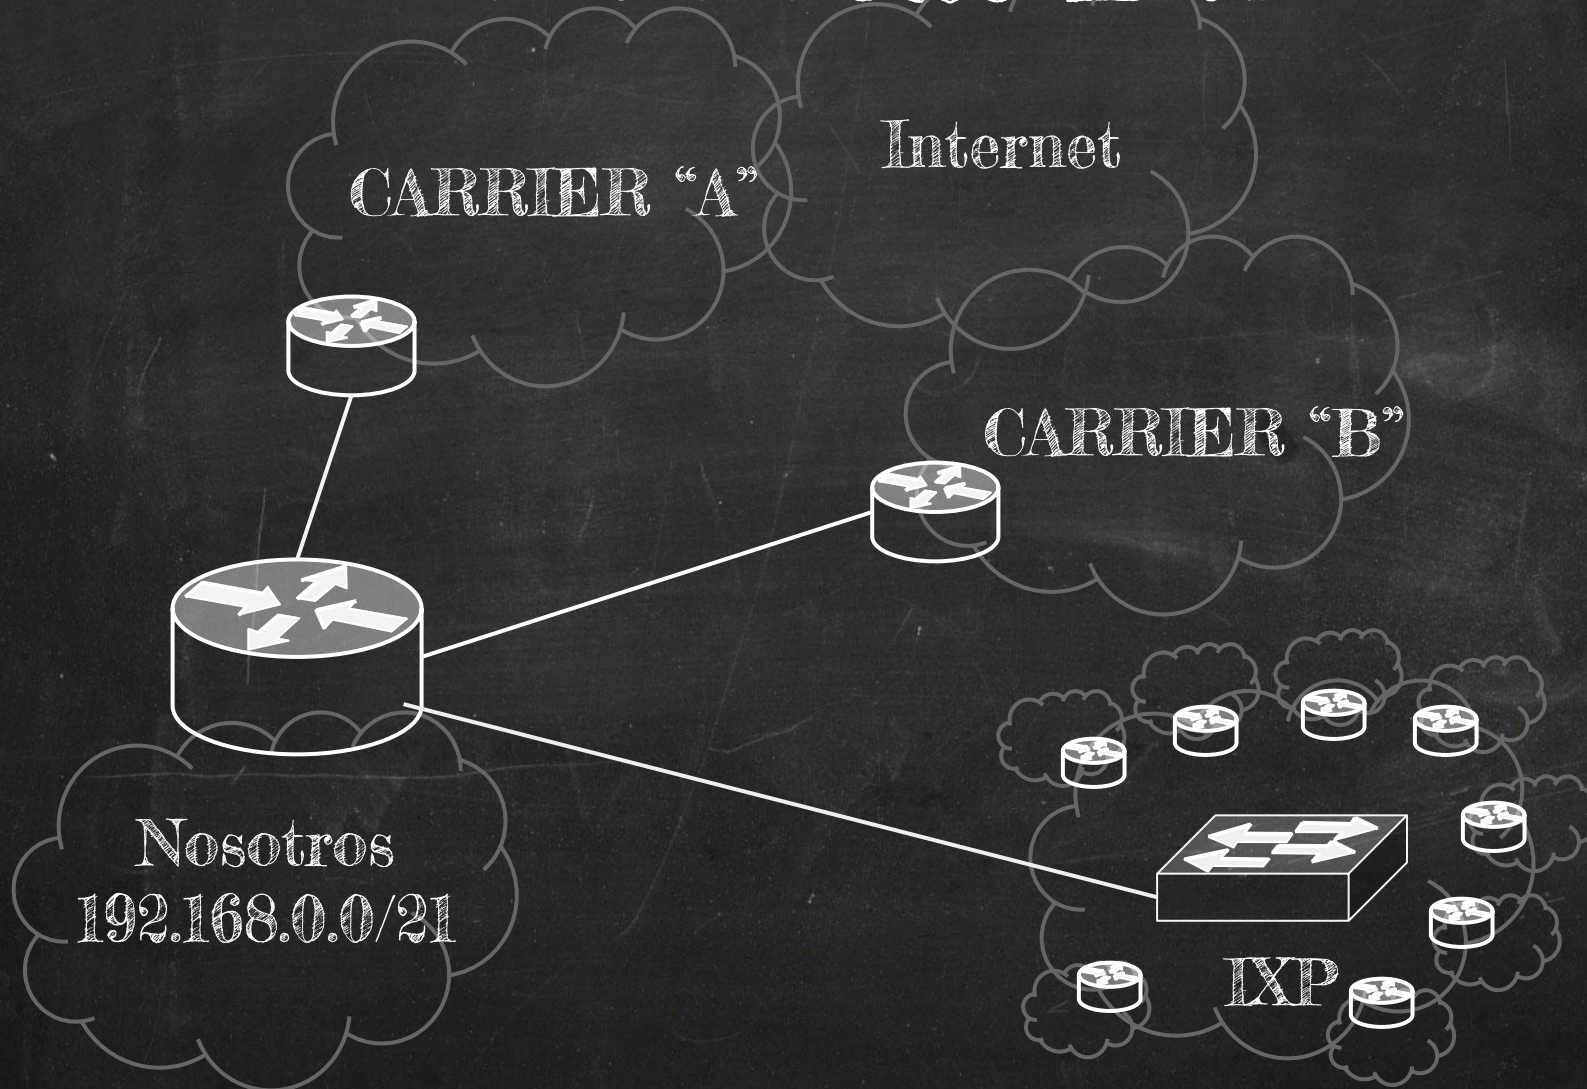 Internet
CARRIER “A”
CARRIER “B”
Nosotros
192.168.0.0/21
IXP